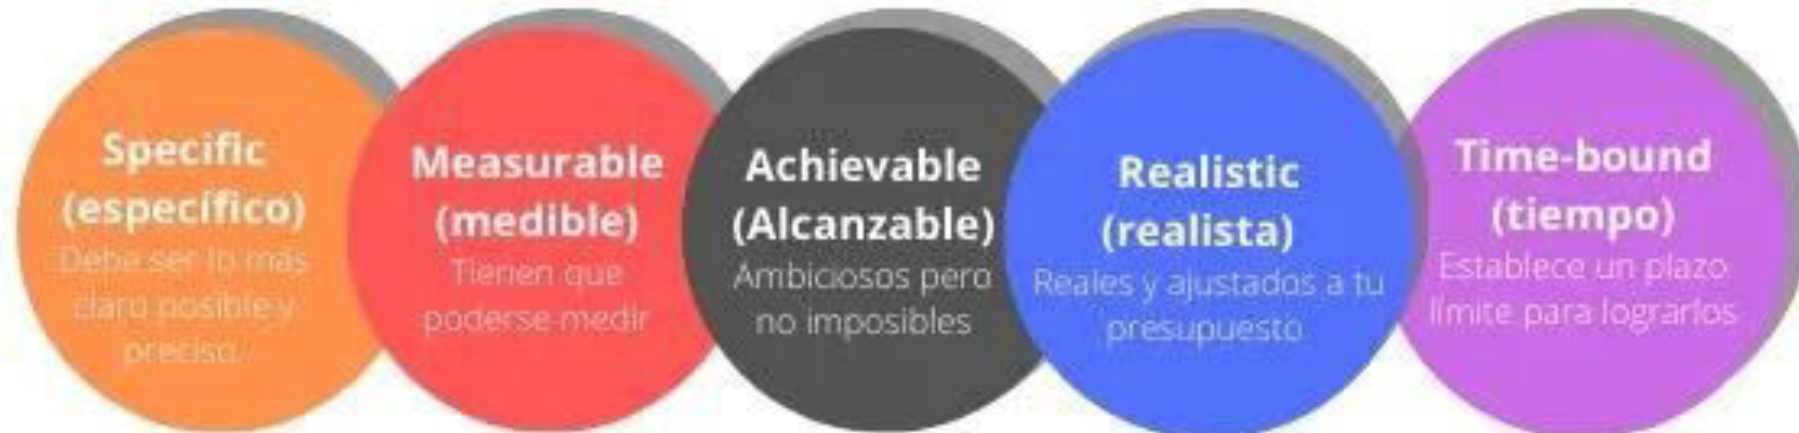 Specific
(específico)
Debe ser lo más
claro posible y
preciso.
Measurable
(medible)
Tienen que
poderse medir
Achievable
(Alcanzable)
Ambiciosos pero
no imposibles
Realistic
(realista)
Reales y ajustados a tu
presupuesto
Time-bound
(tiempo)
Establece un plazo
límite para lograrlos